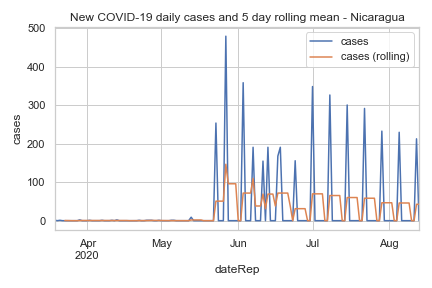 New COVID-19 daily cases and 5 day rolling mean - Nicaragua
cases
cases (rolling)
500
400
300
200
100
0
cases
Apr
2020
May
Jun
Jul
Aug
dateRep